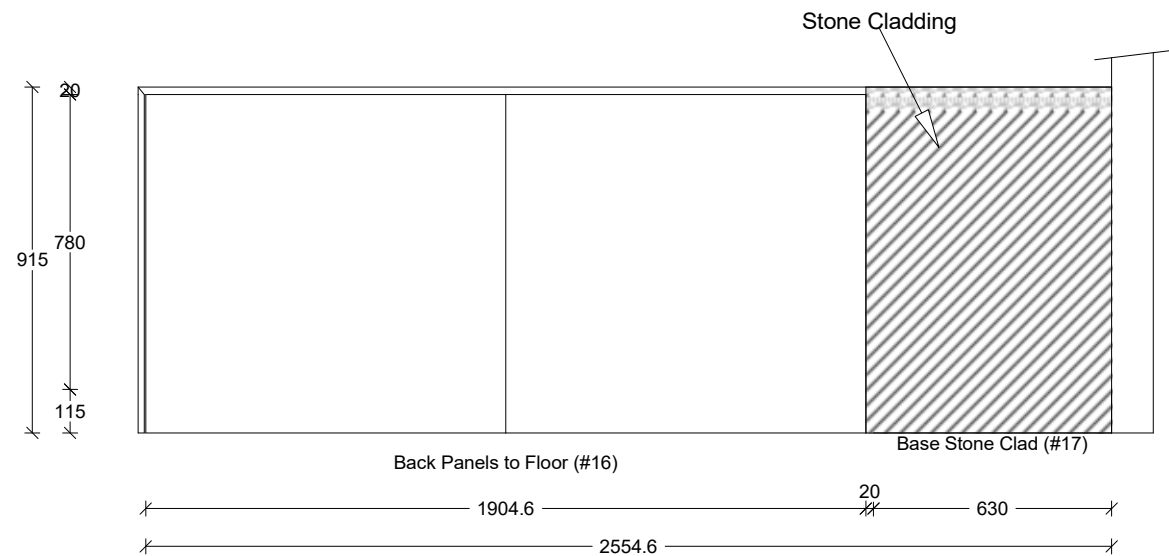 Stone Cladding
20
915
780
115
Base Stone Clad (#17)
Back Panels to Floor (#16)
20
1904.6
630
2554.6